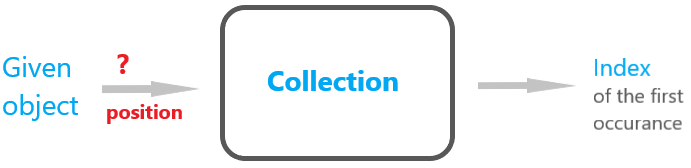 Given
object
?
position
Collection
Index
of the first
occurance